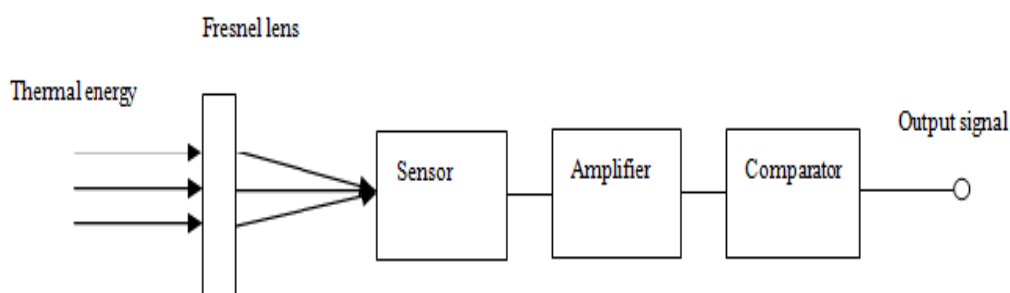 Fresnel lens
Thermal energy
Output signal
Sensor
Amplifier
Comparator